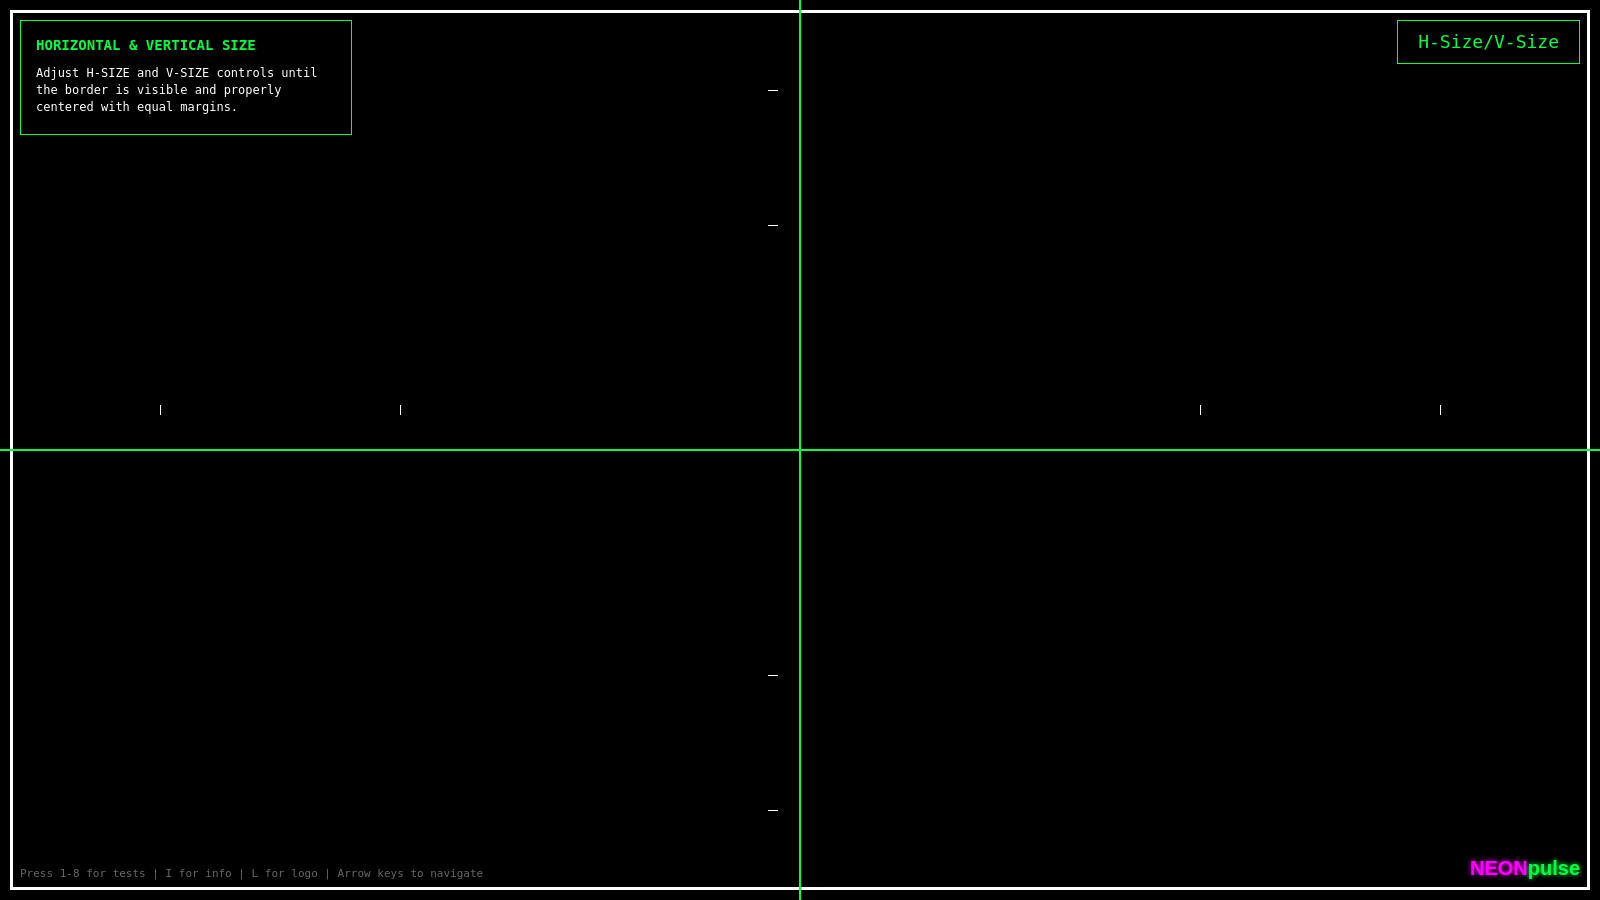 HORIZONTAL & VERTICAL SIZE
Adjust H-SIZE and V-SIZE controls until
the border is visible and properly
centered with equal margins.
H-Size/V-Size
Press 1-8 for tests | I for info | L for logo | Arrow keys to navigate
NEONpulse